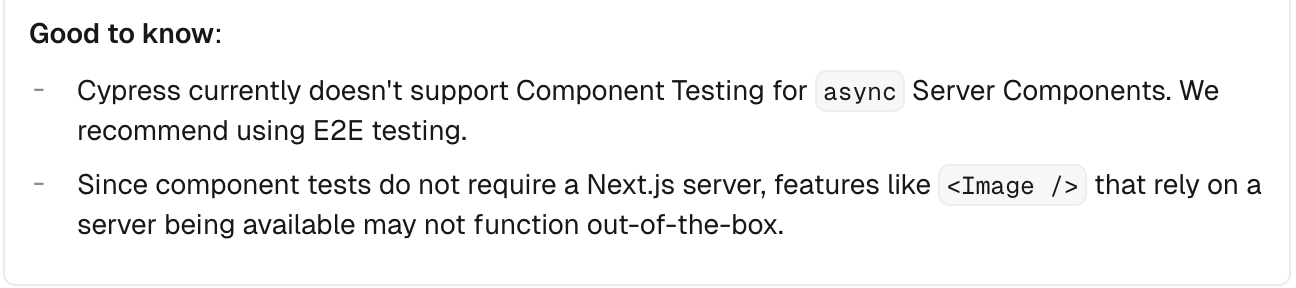 Good to know:
- Cypress currently doesn't support Component Testing for async Server Components. We
recommend using E2E testing.
- Since component tests do not require a Next.js server, features like <Image /> that rely on a
server being available may not function out-of-the-box.